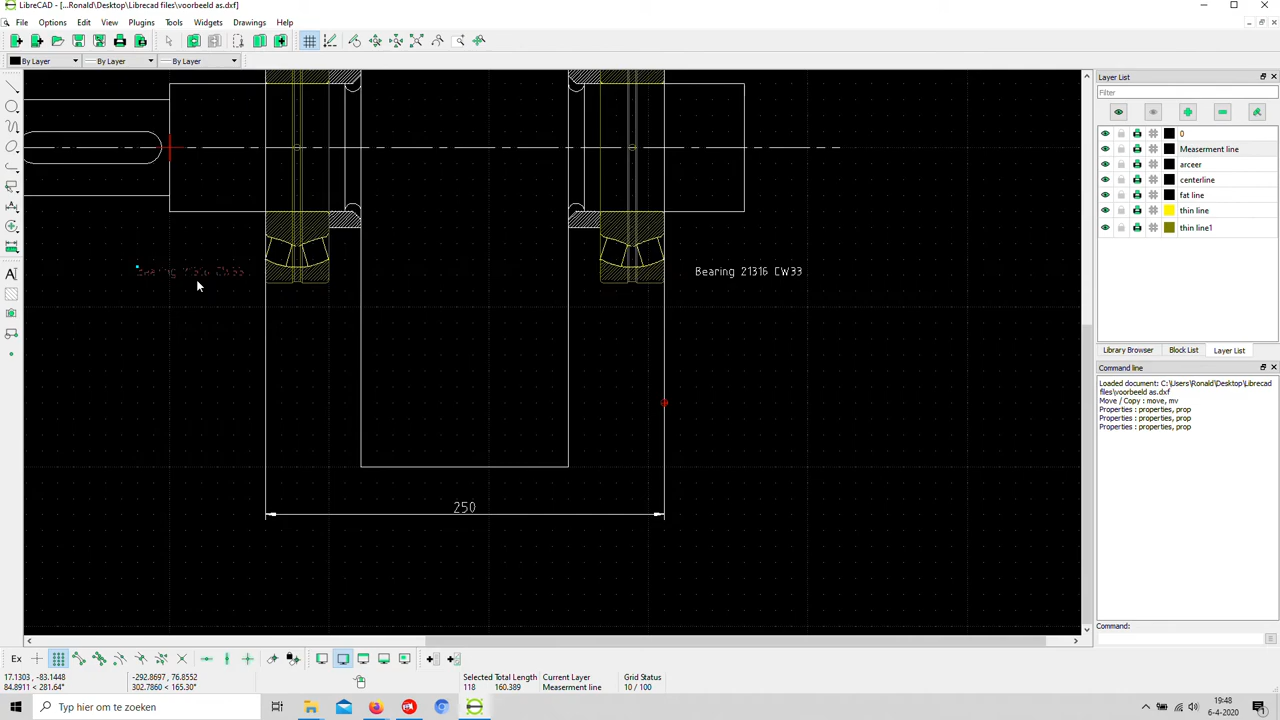 LibreCAD - [...Ronald\Desktop\Librecad files\voorbeeld as.dxf]
File Options Edit View Plugins Tools Widgets Drawings Help
By Layer By Layer By Layer
Layer List
Filter
0
Measerment line
arceer
centerline
fat line
thin line
thin line1
Bearing 21316 CW33 Bearing 21316 CW33
250
Library Browser Block List Layer List
Command line
Loaded document: C:\Users\Ronald\Desktop\Librecad
files\voorbeeld as.dxf
Move / Copy : move, mv
Properties : properties, prop
Properties : properties, prop
Properties : properties, prop
Command:
Ex
17.1303 , -83.1448
84.8911 < 281.64°
-292.8697 , 76.8552
302.7860 < 165.30°
Selected Total Length
118 160.389
Current Layer
Measerment line
Grid Status
10 / 100
Typ hier om te zoeken
19:48
6-4-2020